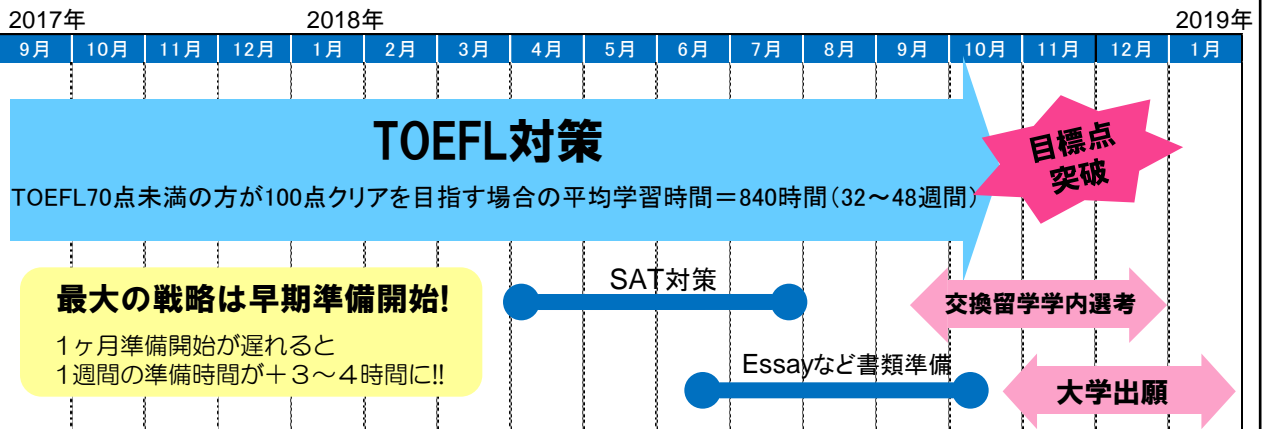 2017年 2018年 2019年
9月 10月 11月 12月 1月 2月 3月 4月 5月 6月 7月 8月 9月 10月 11月 12月 1月
TOEFL対策
TOEFL70点未満の方が100点クリアを目指す場合の平均学習時間＝840時間（32～48週間）
目標点
突破
最大の戦略は早期準備開始!
1ヶ月準備開始が遅れると
1週間の準備時間が＋3～4時間に!!
SAT対策
交換留学学内選考
Essayなど書類準備
大学出願